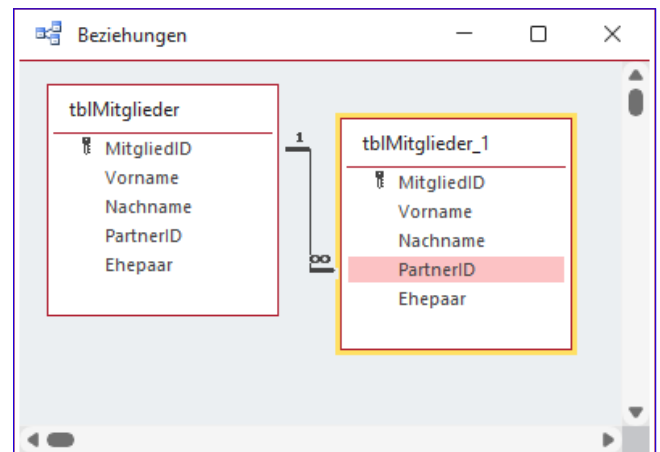 Beziehungen
tblMitglieder
MitgliedID
Vorname
Nachname
PartnerID
Ehepaar
1
∞
tblMitglieder_1
MitgliedID
Vorname
Nachname
PartnerID
Ehepaar